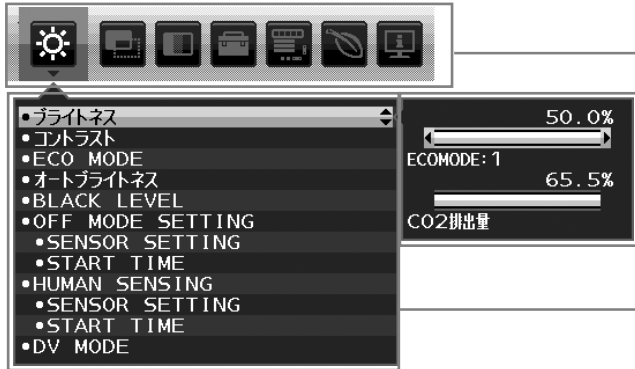 •ブライトネス
•コントラスト
•ECO MODE
•オートブライトネス
•BLACK LEVEL
•OFF MODE SETTING
•SENSOR SETTING
•START TIME
•HUMAN SENSING
•SENSOR SETTING
•START TIME
•DV MODE
50.0%
ECOMODE:1
65.5%
CO2排出量